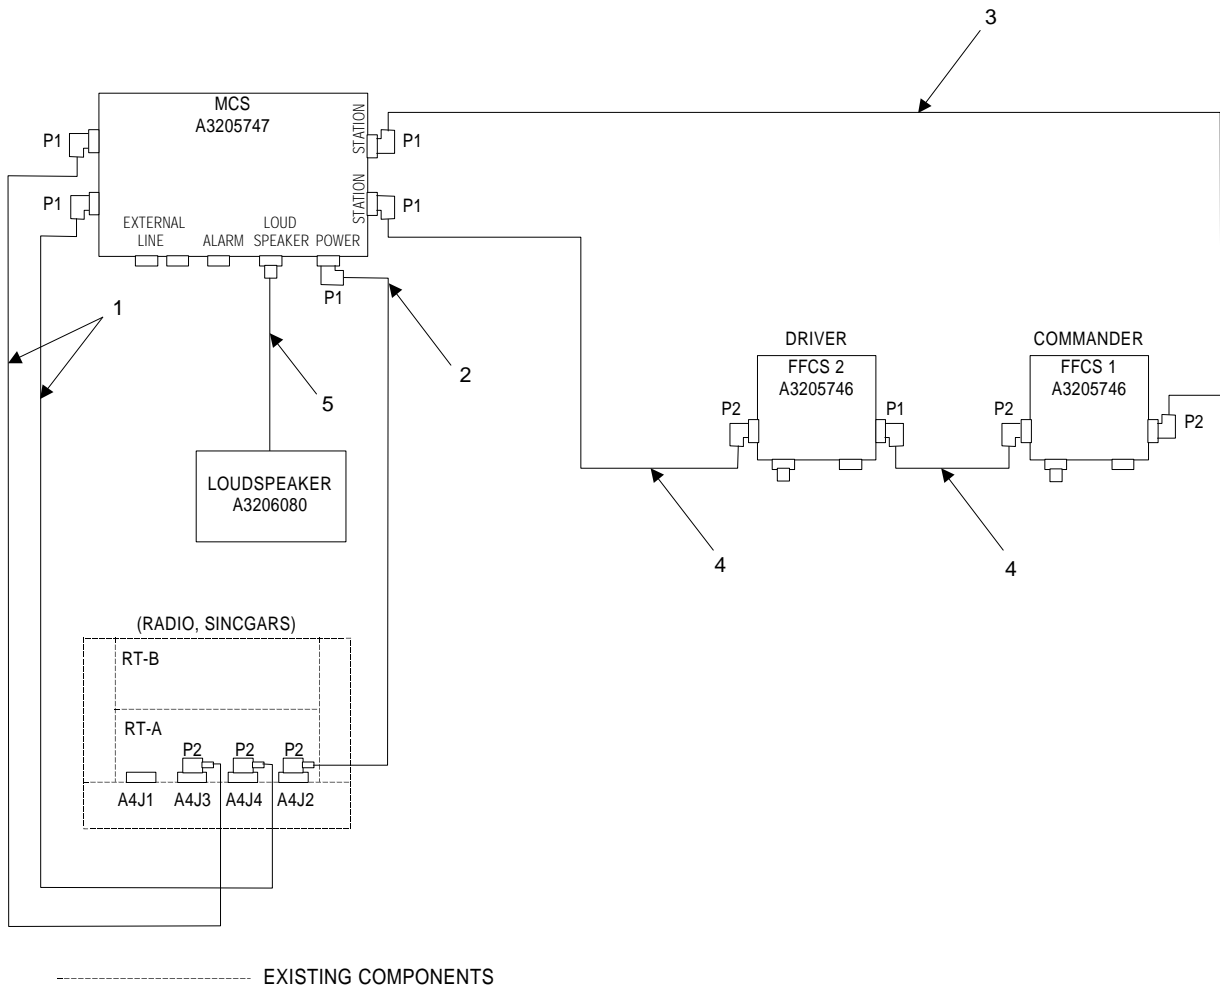 3
MCS
A3205747
STATION
P1
P1
P1
STATION
P1
EXTERNAL
LINE
ALARM
LOUD
SPEAKER
POWER
P1
1
2
5
DRIVER
FFCS 2
A3205746
P2
P1
COMMANDER
FFCS 1
A3205746
P2
P2
LOUDSPEAKER
A3206080
4
4
(RADIO, SINCGARS)
RT-B
RT-A
P2
P2
P2
A4J1
A4J3
A4J4
A4J2
EXISTING COMPONENTS